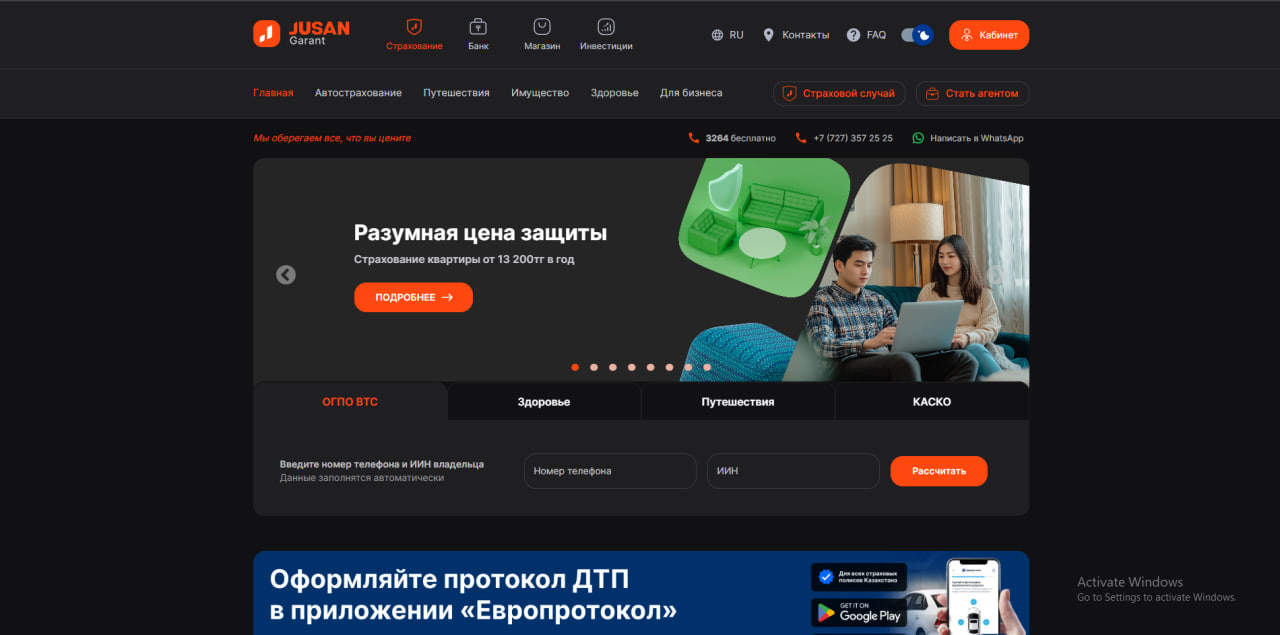 JUSAN
Garant
Страхование
Банк
Магазин
Инвестиции
RU
Контакты
FAQ
Кабинет
Главная
Автострахование
Путешествия
Имущество
Здоровье
Для бизнеса
Страховой случай
Стать агентом
Мы оберегаем все, что вы цените
3264 бесплатно
+7 (727) 357 25 25
Написать в WhatsApp
Разумная цена защиты
Страхование квартиры от 13 200тг в год
ПОДРОБНЕЕ →
ОГПО ВТС
Здоровье
Путешествия
КАСКО
Введите номер телефона и ИИН владельца
Данные заполнятся автоматически
Номер телефона
ИИН
Рассчитать
Оформляйте протокол ДТП
в приложении «Европротокол»
Для всех страховых
полисов Казахстана
GET IT ON
Google Play
Activate Windows
Go to Settings to activate Windows.